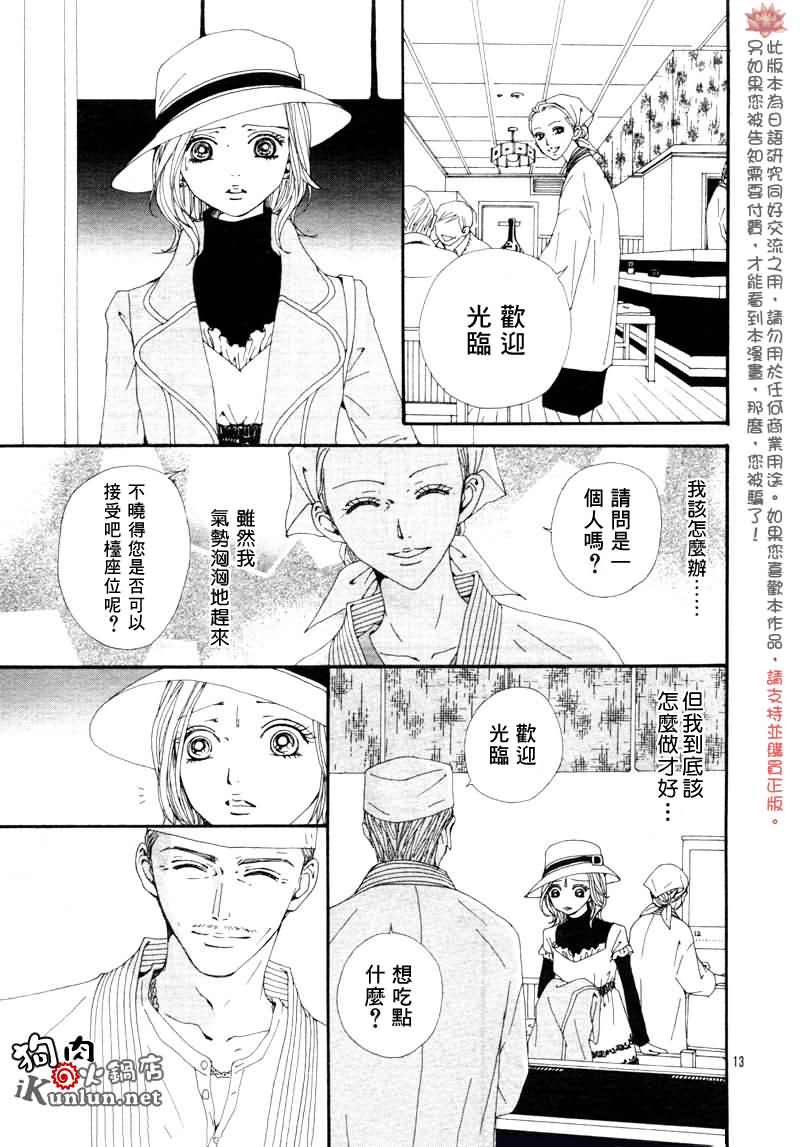 歡迎
光臨
我該怎麼辦……
請問是一
個人嗎？
雖然我
氣勢洶洶地趕來
不曉得您是否可以
接受吧檯座位呢？
但我到底該
怎麼做才好…
歡迎
光臨
想吃點
什麼？
12
13
狗肉
火鍋店
iKunlun.net
此版本為日語研究同好交流之用，請勿用於任何商業用途。如果您喜歡本作品，請支持並購買正版。
另如果您被告知需要付費，才能看到本漫畫，那麼，您被騙了！